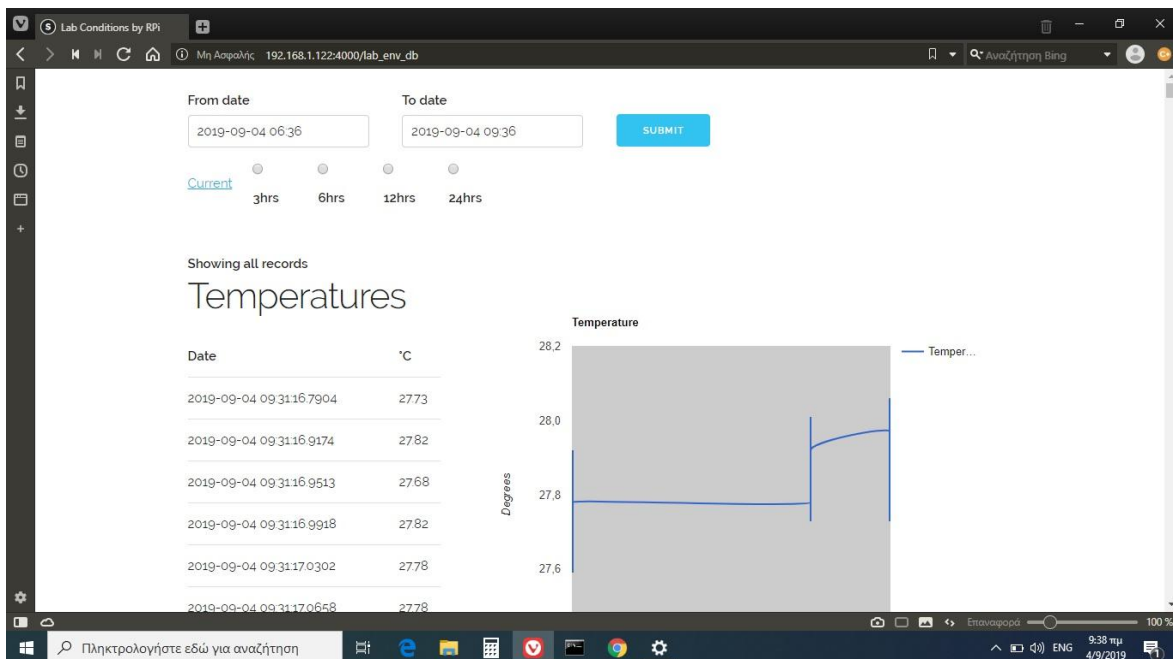 Lab Conditions by RPi
Μη Ασφαλής 192.168.1.122:4000/lab_env_db
Αναζήτηση Bing
From date To date
2019-09-04 06:36 2019-09-04 09:36 SUBMIT
Current 3hrs 6hrs 12hrs 24hrs
Showing all records
Temperatures
Date °C
2019-09-04 09:31:16.7904 27.73
2019-09-04 09:31:16.9174 27.82
2019-09-04 09:31:16.9513 27.68
2019-09-04 09:31:16.9918 27.82
2019-09-04 09:31:17.0302 27.78
2019-09-04 09:31:17.0658 27.78
Temperature
28,2
28,0
27,8
27,6
Degrees
Temper...
Επαναφορά 100 %
Πληκτρολογήστε εδώ για αναζήτηση
ENG
9:38 πμ
4/9/2019